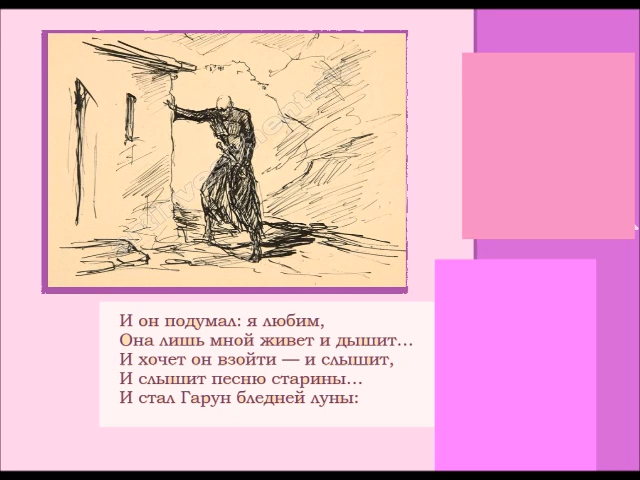 И он подумал: я любим,
Она лишь мной живет и дышит...
И хочет он взойти — и слышит,
И слышит песню старины...
И стал Гарун бледней луны: